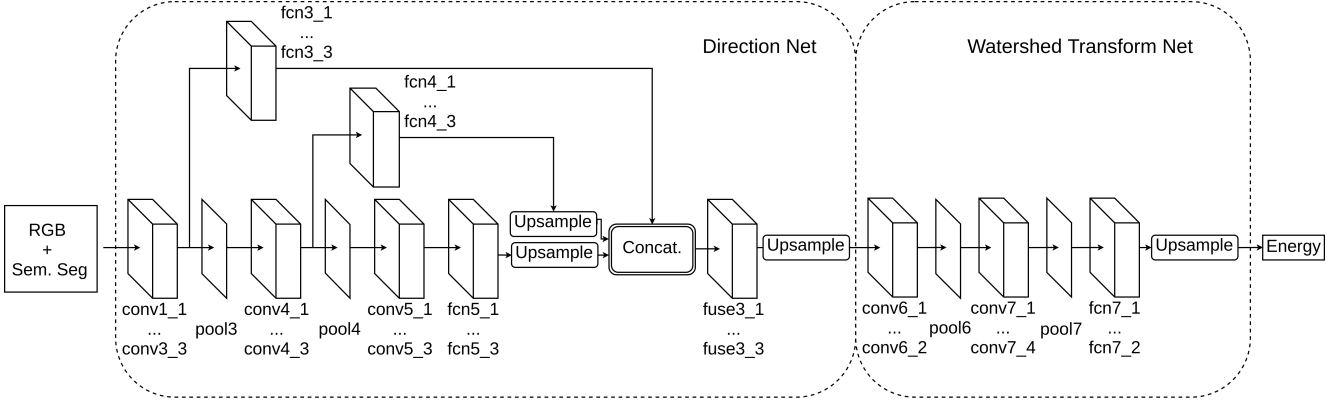 fcn3_1
...
fcn3_3
Direction Net
Watershed Transform Net
fcn4_1
...
fcn4_3
RGB
+
Sem. Seg
Upsample
Upsample
Concat.
Upsample
Upsample
Energy
conv1_1
...
conv3_3
pool3
conv4_1
...
conv4_3
pool4
conv5_1
...
conv5_3
fcn5_1
...
fcn5_3
fuse3_1
...
fuse3_3
conv6_1
...
conv6_2
pool6
conv7_1
...
conv7_4
pool7
fcn7_1
...
fcn7_2